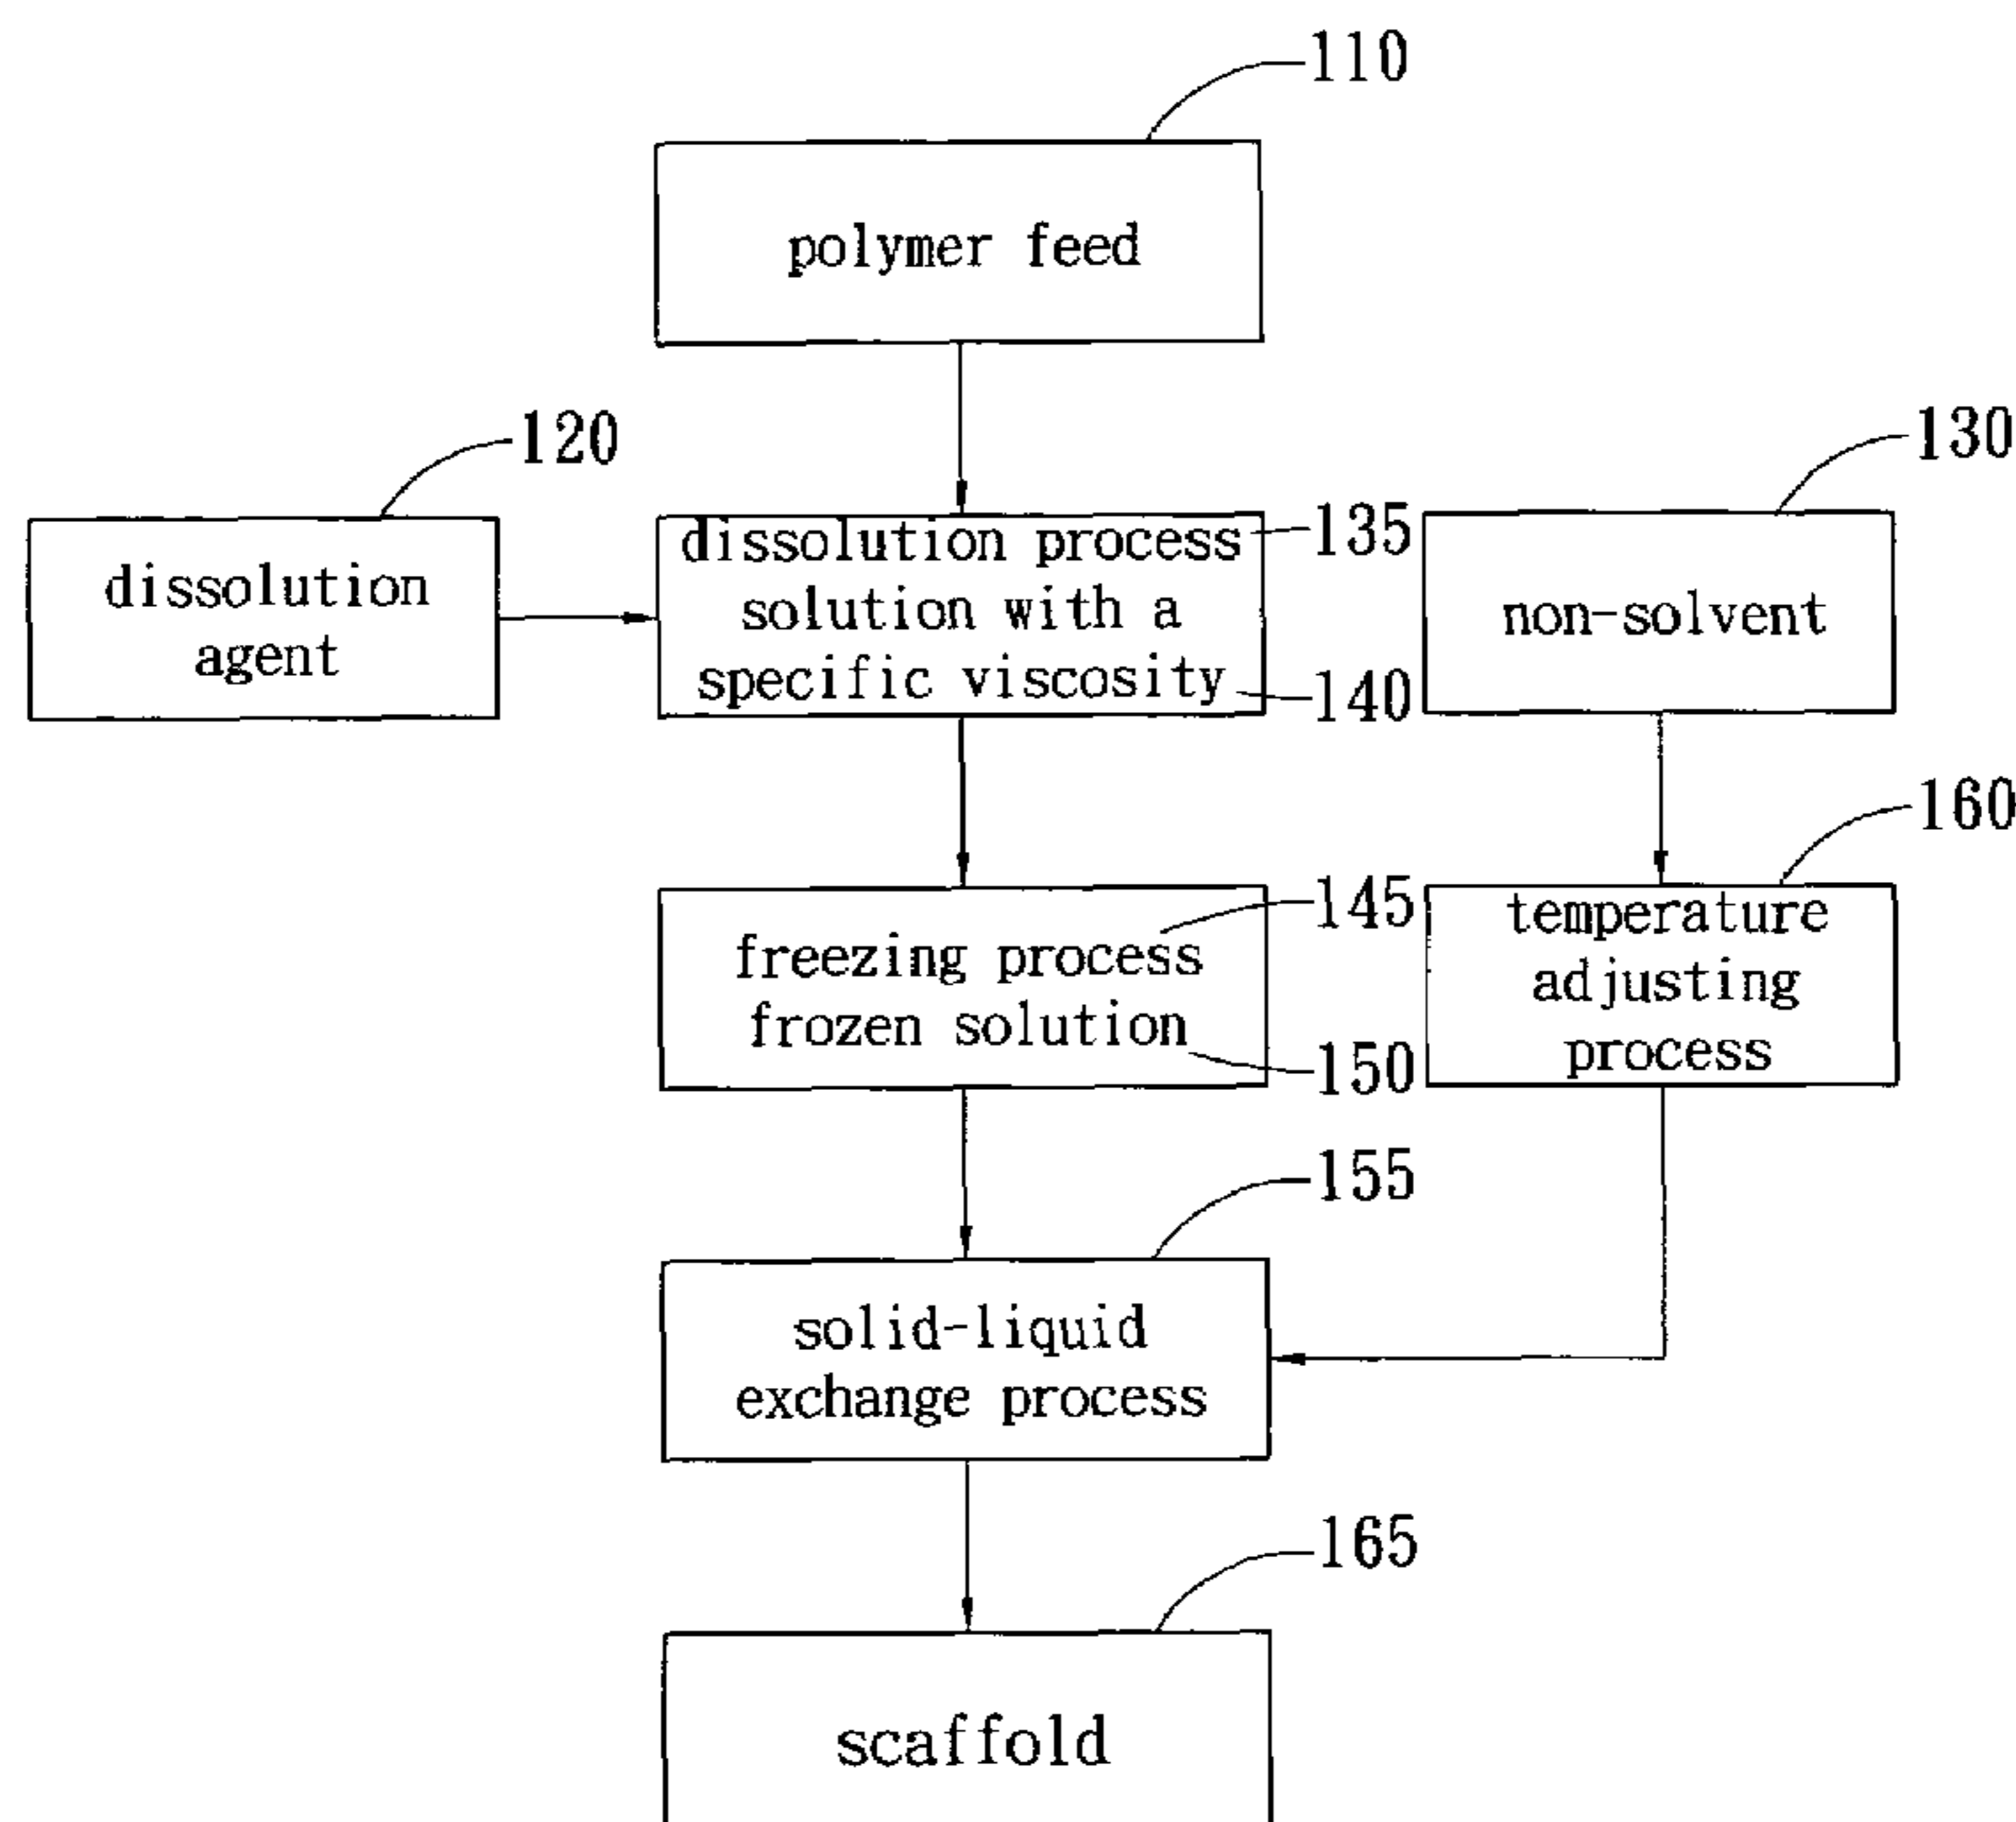 110
polymer feed
120
130
dissolution
agent
dissolution process
solution with a
specific viscosity
135
140
non-solvent
160
freezing process
frozen solution
145
150
temperature
adjusting
process
155
solid-liquid
exchange process
165
scaffold